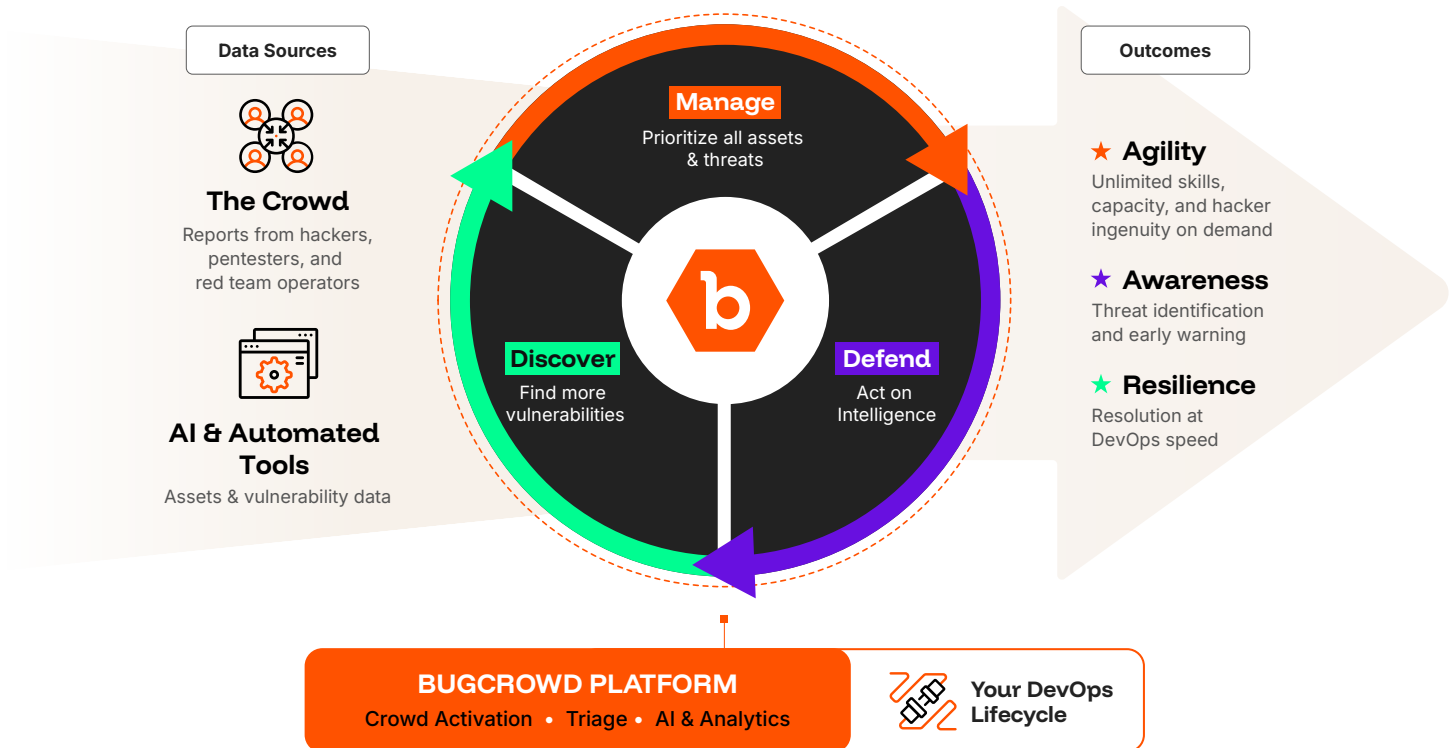 Data Sources
The Crowd
Reports from hackers,
pentesters, and
red team operators
AI & Automated
Tools
Assets & vulnerability data
Manage
Prioritize all assets
& threats
b
Discover
Find more
vulnerabilities
Defend
Act on
Intelligence
Outcomes
Agility
Unlimited skills,
capacity, and hacker
ingenuity on demand
Awareness
Threat identification
and early warning
Resilience
Resolution at
DevOps speed
BUGCROWD PLATFORM
Crowd Activation • Triage • AI & Analytics
Your DevOps
Lifecycle